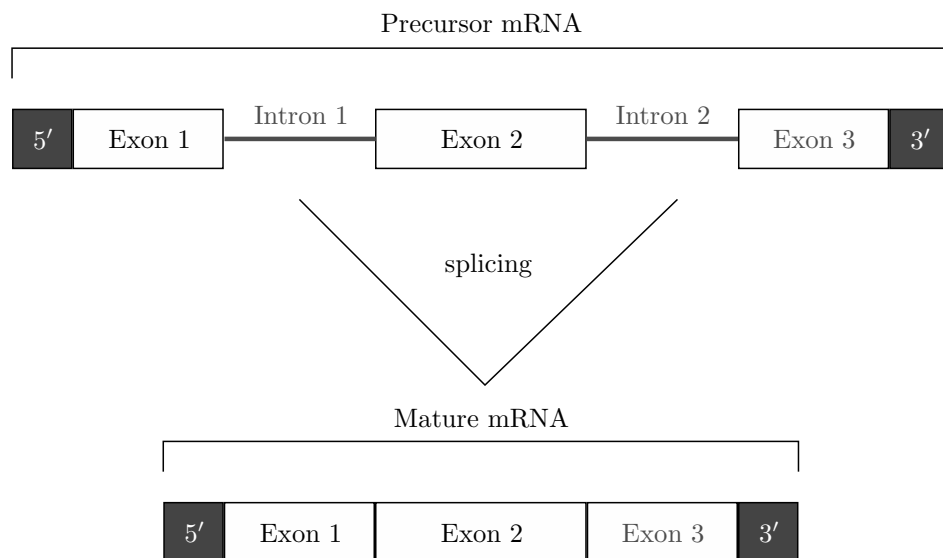 Precursor mRNA
Intron 1 Intron 2
5′ Exon 1 Exon 2 Exon 3 3′
splicing
Mature mRNA
5′ Exon 1 Exon 2 Exon 3 3′